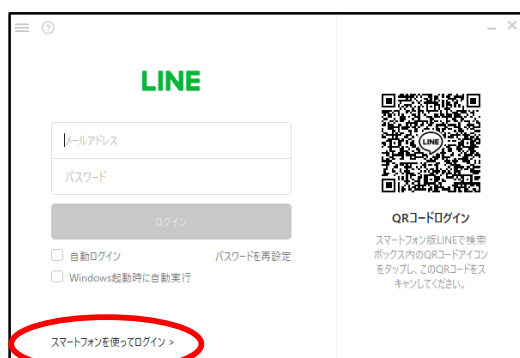 LINE
メールアドレス
パスワード
ログイン
自動ログイン
パスワードを再設定
Windows起動時に自動実行
スマートフォンを使ってログイン >
LINE
QRコードログイン
スマートフォン版LINEで検索
ボックス内のQRコードアイコン
をタップし、このQRコードをス
キャンしてください。